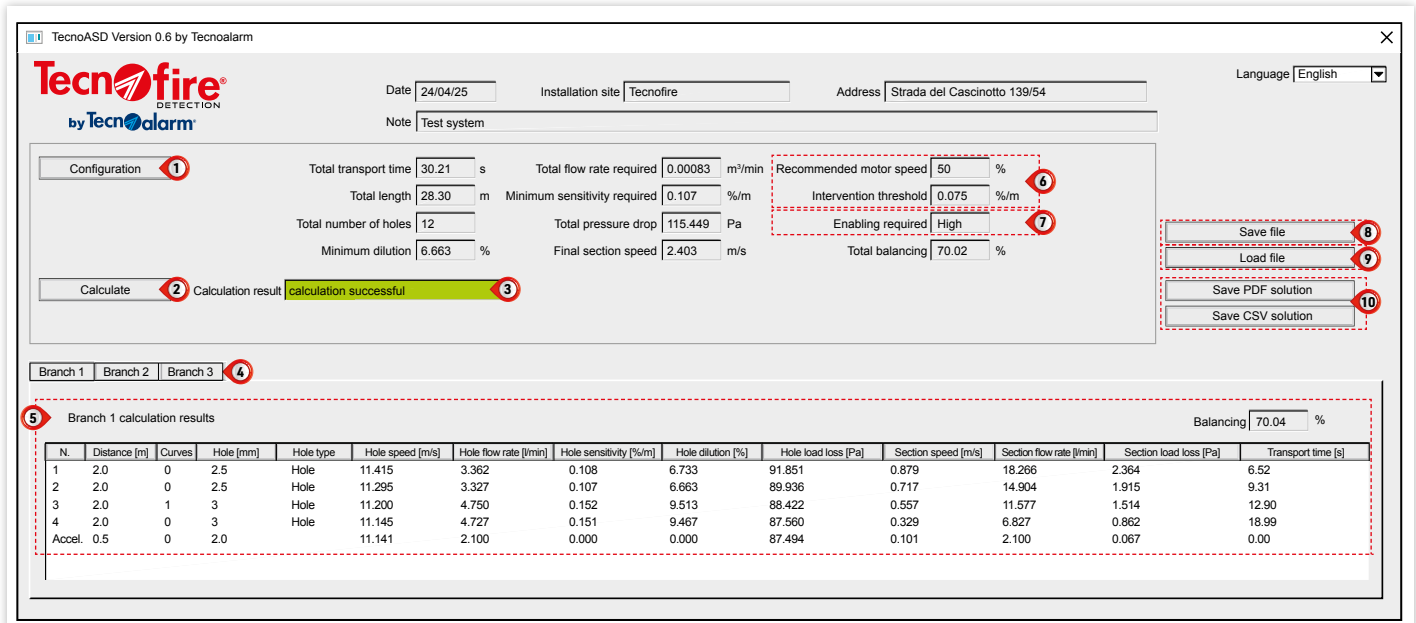 TecnoASD Version 0.6 by Tecnoalarm
Tecnofire®
DETECTION
by Tecnoalarm®
Language English
Date 24/04/25 Installation site Tecnofire Address Strada del Cascinotto 139/54
Note Test system
Configuration 1 Total transport time 30.21 s Total flow rate required 0.00083 m³/min Recommended motor speed 50 %
Total length 28.30 m Minimum sensitivity required 0.107 %/m Intervention threshold 0.075 %/m 6
Total number of holes 12 Total pressure drop 115.449 Pa Enabling required High 7
Minimum dilution 6.663 % Final section speed 2.403 m/s Total balancing 70.02 %
Save file 8
Load file 9
Calculate 2 Calculation result calculation successful 3
Save PDF solution
10
Save CSV solution
Branch 1 Branch 2 Branch 3 4
5 Branch 1 calculation results Balancing 70.04 %
N. Distance [m] Curves Hole [mm] Hole type Hole speed [m/s] Hole flow rate [l/min] Hole sensitivity [%/m] Hole dilution [%] Hole load loss [Pa] Section speed [m/s] Section flow rate [l/min] Section load loss [Pa] Transport time [s]
1 2.0 0 2.5 Hole 11.415 3.362 0.108 6.733 91.851 0.879 18.266 2.364 6.52
2 2.0 0 2.5 Hole 11.295 3.327 0.107 6.663 89.936 0.717 14.904 1.915 9.31
3 2.0 1 3 Hole 11.200 4.750 0.152 9.513 88.422 0.557 11.577 1.514 12.90
4 2.0 0 3 Hole 11.145 4.727 0.151 9.467 87.560 0.329 6.827 0.862 18.99
Accel. 0.5 0 2.0 11.141 2.100 0.000 0.000 87.494 0.101 2.100 0.067 0.00